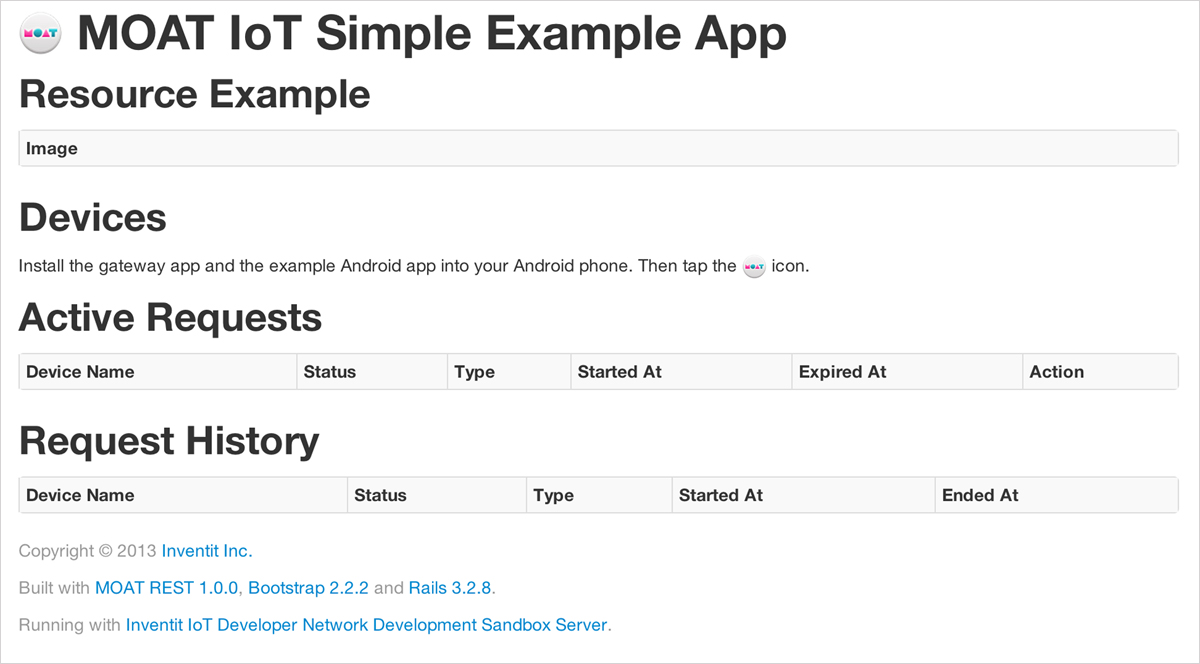 MOAT MOAT IoT Simple Example App
Resource Example
Image
Devices
Install the gateway app and the example Android app into your Android phone. Then tap the MOAT icon.
Active Requests
Device Name Status Type Started At Expired At Action
Request History
Device Name Status Type Started At Ended At
Copyright © 2013 Inventit Inc.
Built with MOAT REST 1.0.0, Bootstrap 2.2.2 and Rails 3.2.8.
Running with Inventit IoT Developer Network Development Sandbox Server.